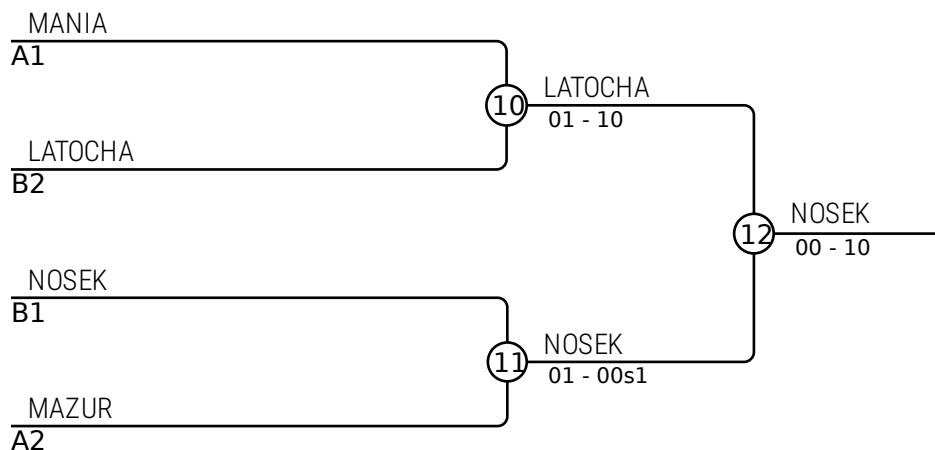 MANIA
A1
10
LATOCHA
01 - 10
LATOCHA
B2
12
NOSEK
00 - 10
NOSEK
B1
11
NOSEK
01 - 00s1
MAZUR
A2